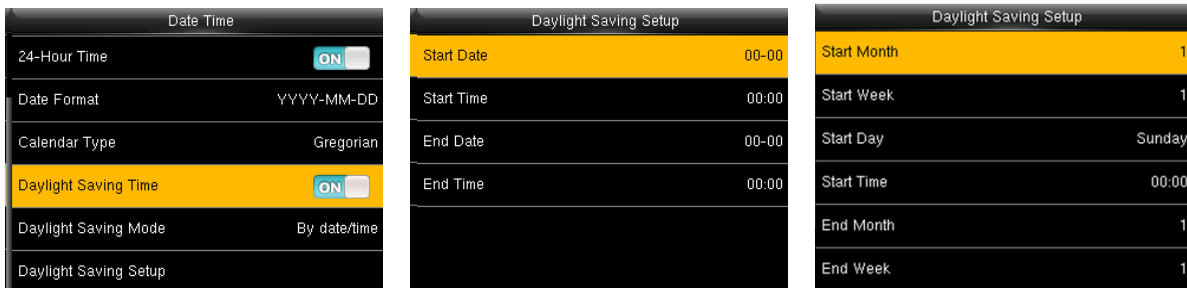 Date Time
24-Hour Time ON
Date Format YYYY-MM-DD
Calendar Type Gregorian
Daylight Saving Time ON
Daylight Saving Mode By date/time
Daylight Saving Setup
Daylight Saving Setup
Start Date 00-00
Start Time 00:00
End Date 00-00
End Time 00:00
Daylight Saving Setup
Start Month 1
Start Week 1
Start Day Sunday
Start Time 00:00
End Month 1
End Week 1